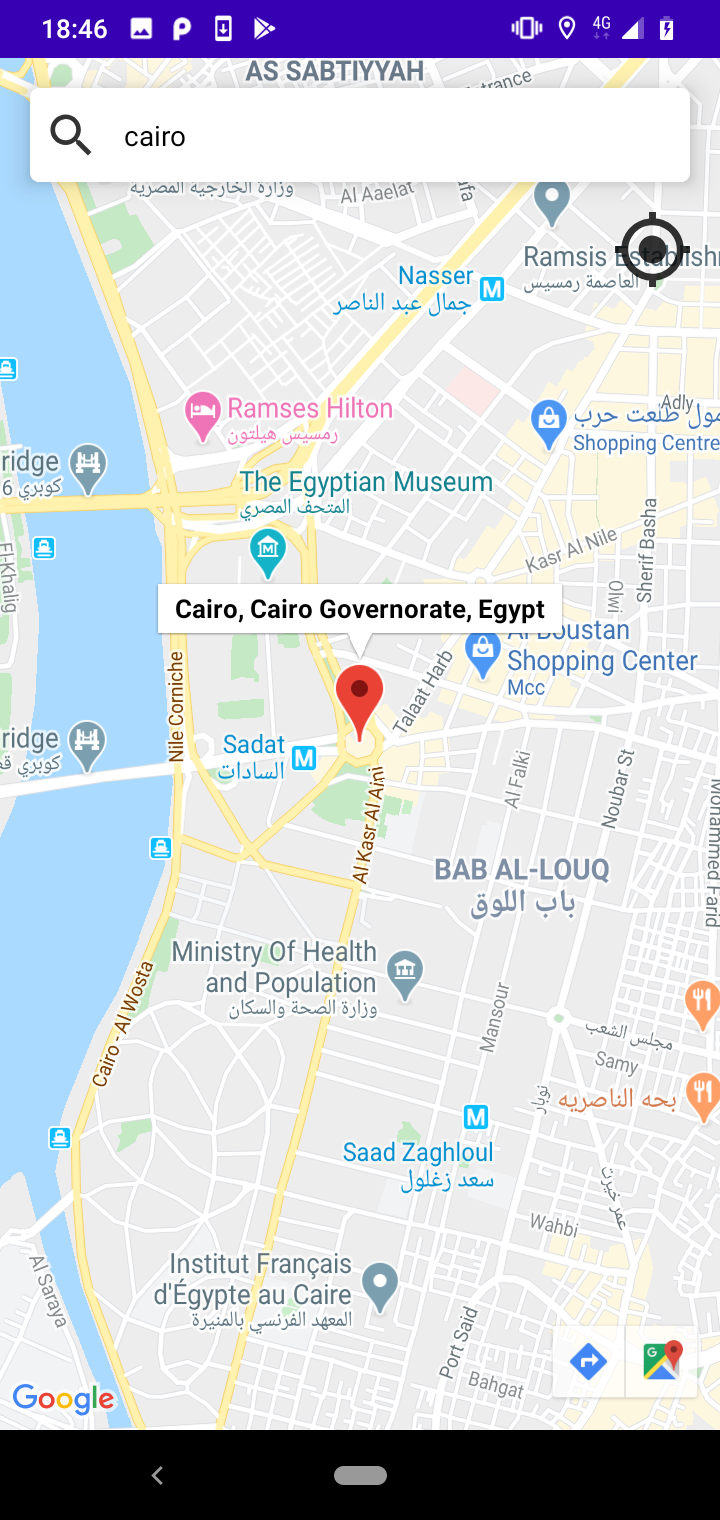 18:46
4G
AS SABTIYYAH
cairo
وزارة الخارجية المصرية
Al Aaelat
Ramsis
العاصمة رمسيس
Nasser
جمال عبد الناصر
Adly
Ramses Hilton
رمسيس هيلتون
مول طلعت حرب
Shopping Centre
ridge
كوبري 6
The Egyptian Museum
المتحف المصري
Kasr Al Nile
Sherif Basha
Olwi
El-Khalig
Cairo, Cairo Governorate, Egypt
Al Boustan
Shopping Center
Mcc
Nile Corniche
Talaat Harb
ridge
كوبري
Sadat
السادات
Al Kasr Al Aini
Al Falki
Noubar St
Mohammed Farid
BAB AL-LOUQ
باب اللوق
Ministry Of Health
and Population
وزارة الصحة والسكان
Cairo - Al Wosta
Mansour
مجلس الشعب
Samy
نوبار
بحه الناصريه
Saad Zaghloul
سعد زغلول
عمر خيرت
Wahbi
Institut Français
d'Égypte au Caire
المعهد الفرنسي بالمنيرة
Al Saraya
Port Said
Bahgat
G
Google